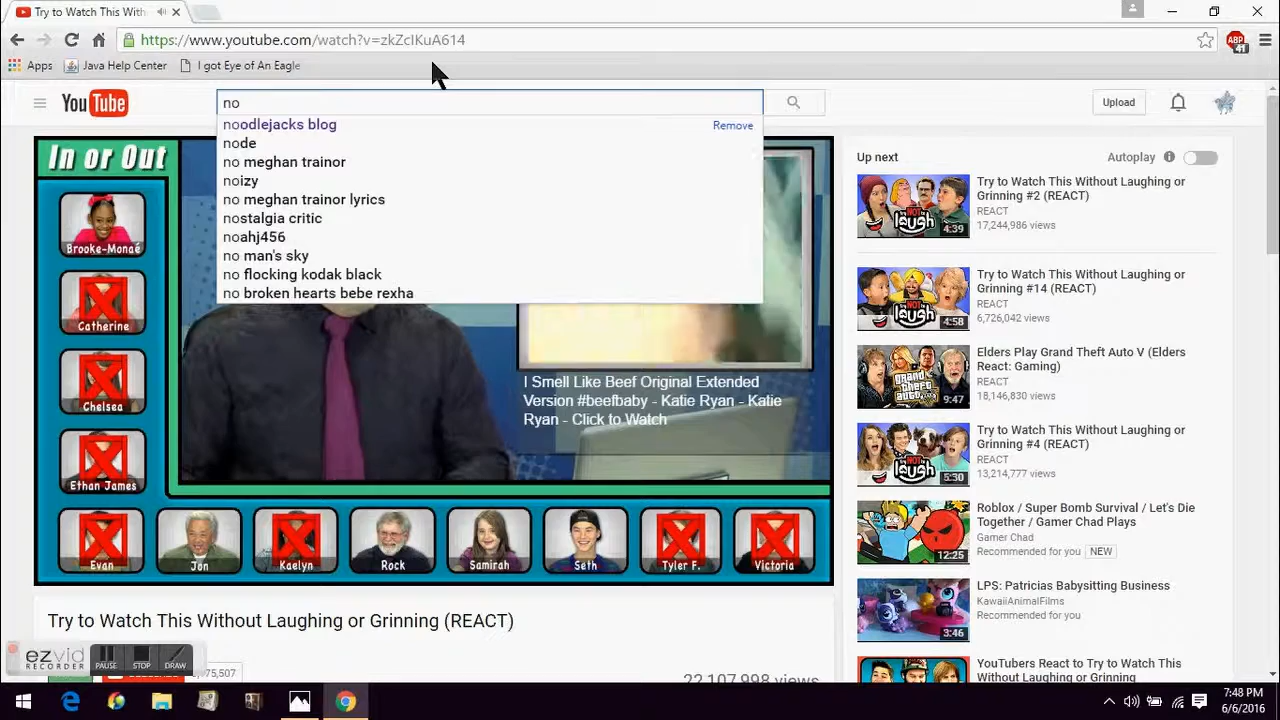 Try to Watch This With
https://www.youtube.com/watch?v=zkZcIKuA614
ABP
41
Apps
Java Help Center
I got Eye of An Eagle
YouTube
no
Upload
noodlejacks blog
Remove
node
no meghan trainor
noizy
no meghan trainor lyrics
nostalgia critic
noahj456
no man's sky
no flocking kodak black
no broken hearts bebe rexha
In or Out
Brooke-Monaé
Catherine
Chelsea
Ethan James
Evan
Jon
Kaelyn
Rock
Samirah
Seth
Tyler F.
Victoria
I Smell Like Beef Original Extended
Version #beefbaby - Katie Ryan - Katie
Ryan - Click to Watch
Try to Watch This Without Laughing or Grinning (REACT)
22,107,998 views
ezvid
RECORDER
PAUSE
STOP
DRAW
Up next
Autoplay
Try to Watch This Without Laughing or
Grinning #2 (REACT)
REACT
17,244,986 views
4:39
Try to Watch This Without Laughing or
Grinning #14 (REACT)
REACT
6,726,042 views
4:58
Elders Play Grand Theft Auto V (Elders
React: Gaming)
REACT
18,146,830 views
9:47
Try to Watch This Without Laughing or
Grinning #4 (REACT)
REACT
13,214,777 views
5:30
Roblox / Super Bomb Survival / Let's Die
Together / Gamer Chad Plays
Gamer Chad
Recommended for you NEW
12:25
LPS: Patricias Babysitting Business
KawaiiAnimalFilms
Recommended for you
3:46
YouTubers React to Try to Watch This
Without Laughing or Grinning
7:48 PM
6/6/2016